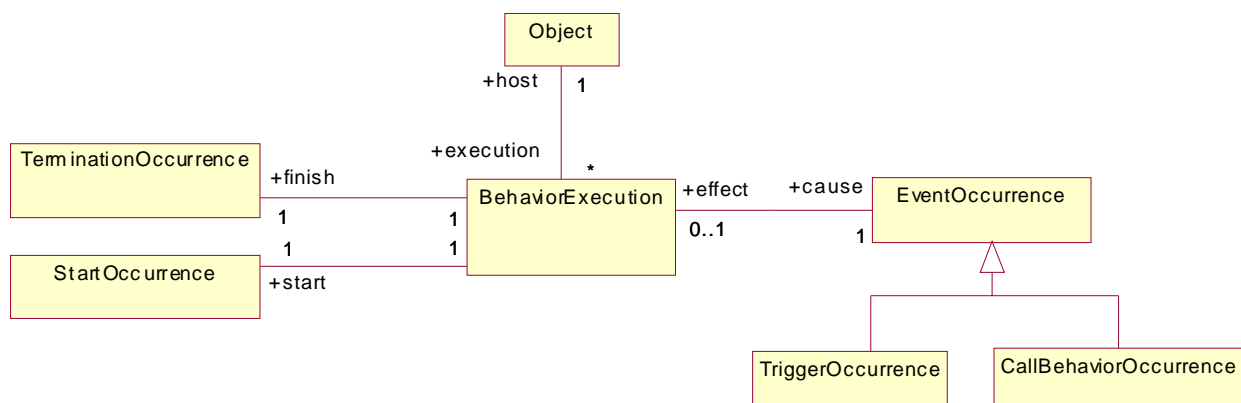 Object
+host
1
+execution
*
TerminationOccurrence
+finish
1
1
BehaviorExecution
+effect
0..1
+cause
1
EventOccurrence
StartOccurrence
1
+start
1
TriggerOccurrence
CallBehaviorOccurrence